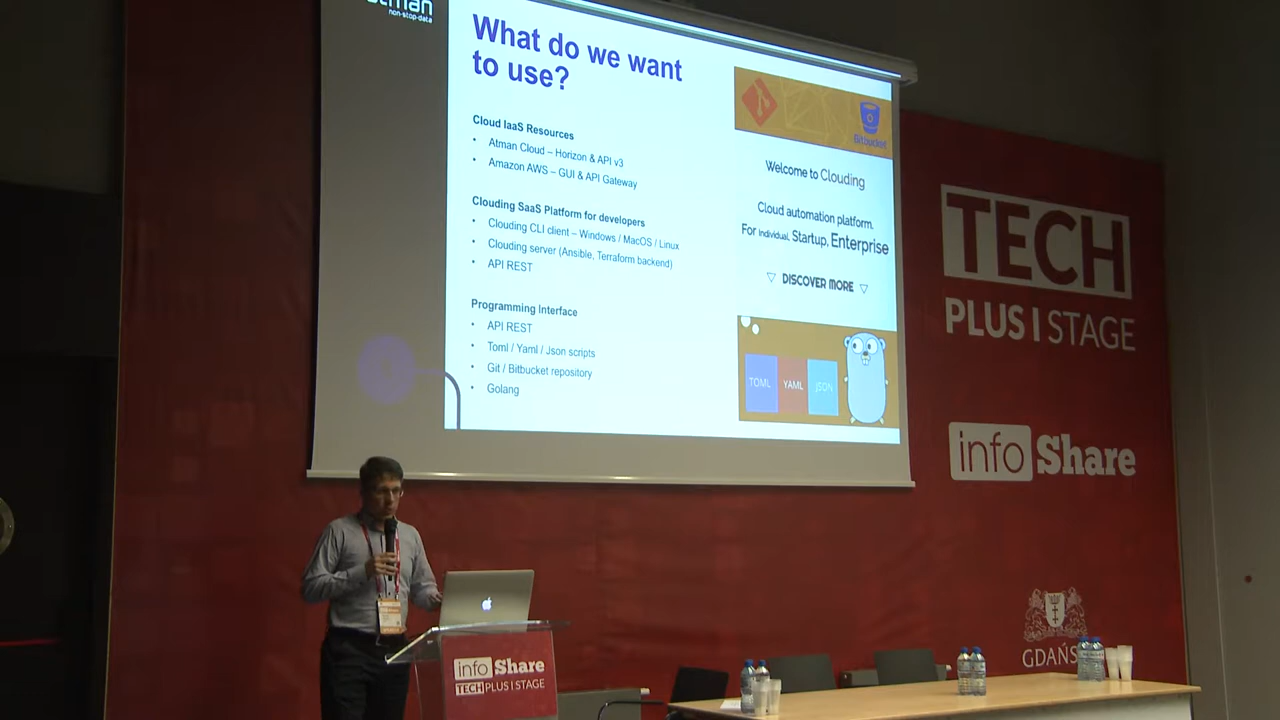 non-stop-data
What do we want
to use?
Cloud IaaS Resources
• Atman Cloud – Horizon & API v3
• Amazon AWS – GUI & API Gateway
Clouding SaaS Platform for developers
• Clouding CLI client – Windows / MacOS / Linux
• Clouding server (Ansible, Terraform backend)
• API REST
Programming Interface
• API REST
• Toml / Yaml / Json scripts
• Git / Bitbucket repository
• Golang
Bitbucket
Welcome to Clouding
Cloud automation platform.
For Individual, Startup, Enterprise
▽ DISCOVER MORE ▽
TOML YAML JSON
TECH
PLUS I STAGE
info Share
GDAŃS
info Share
TECH PLUS I STAGE